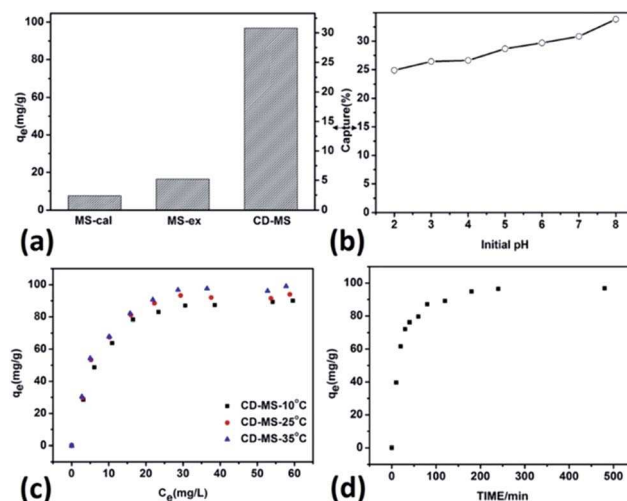 100
80
60
40
20
0
qe(mg/g)
MS-cal
MS-ex
CD-MS
30
25
20
15
10
5
0
(a)
35
30
25
20
15
10
5
0
Capture(%)
2 3 4 5 6 7 8
Initial pH
(b)
100
80
60
40
20
0
qe(mg/g)
CD-MS-10°C
CD-MS-25°C
CD-MS-35°C
0 10 20 30 40 50 60
Ce(mg/L)
(c)
100
80
60
40
20
0
qe(mg/g)
0 100 200 300 400 500
TIME/min
(d)